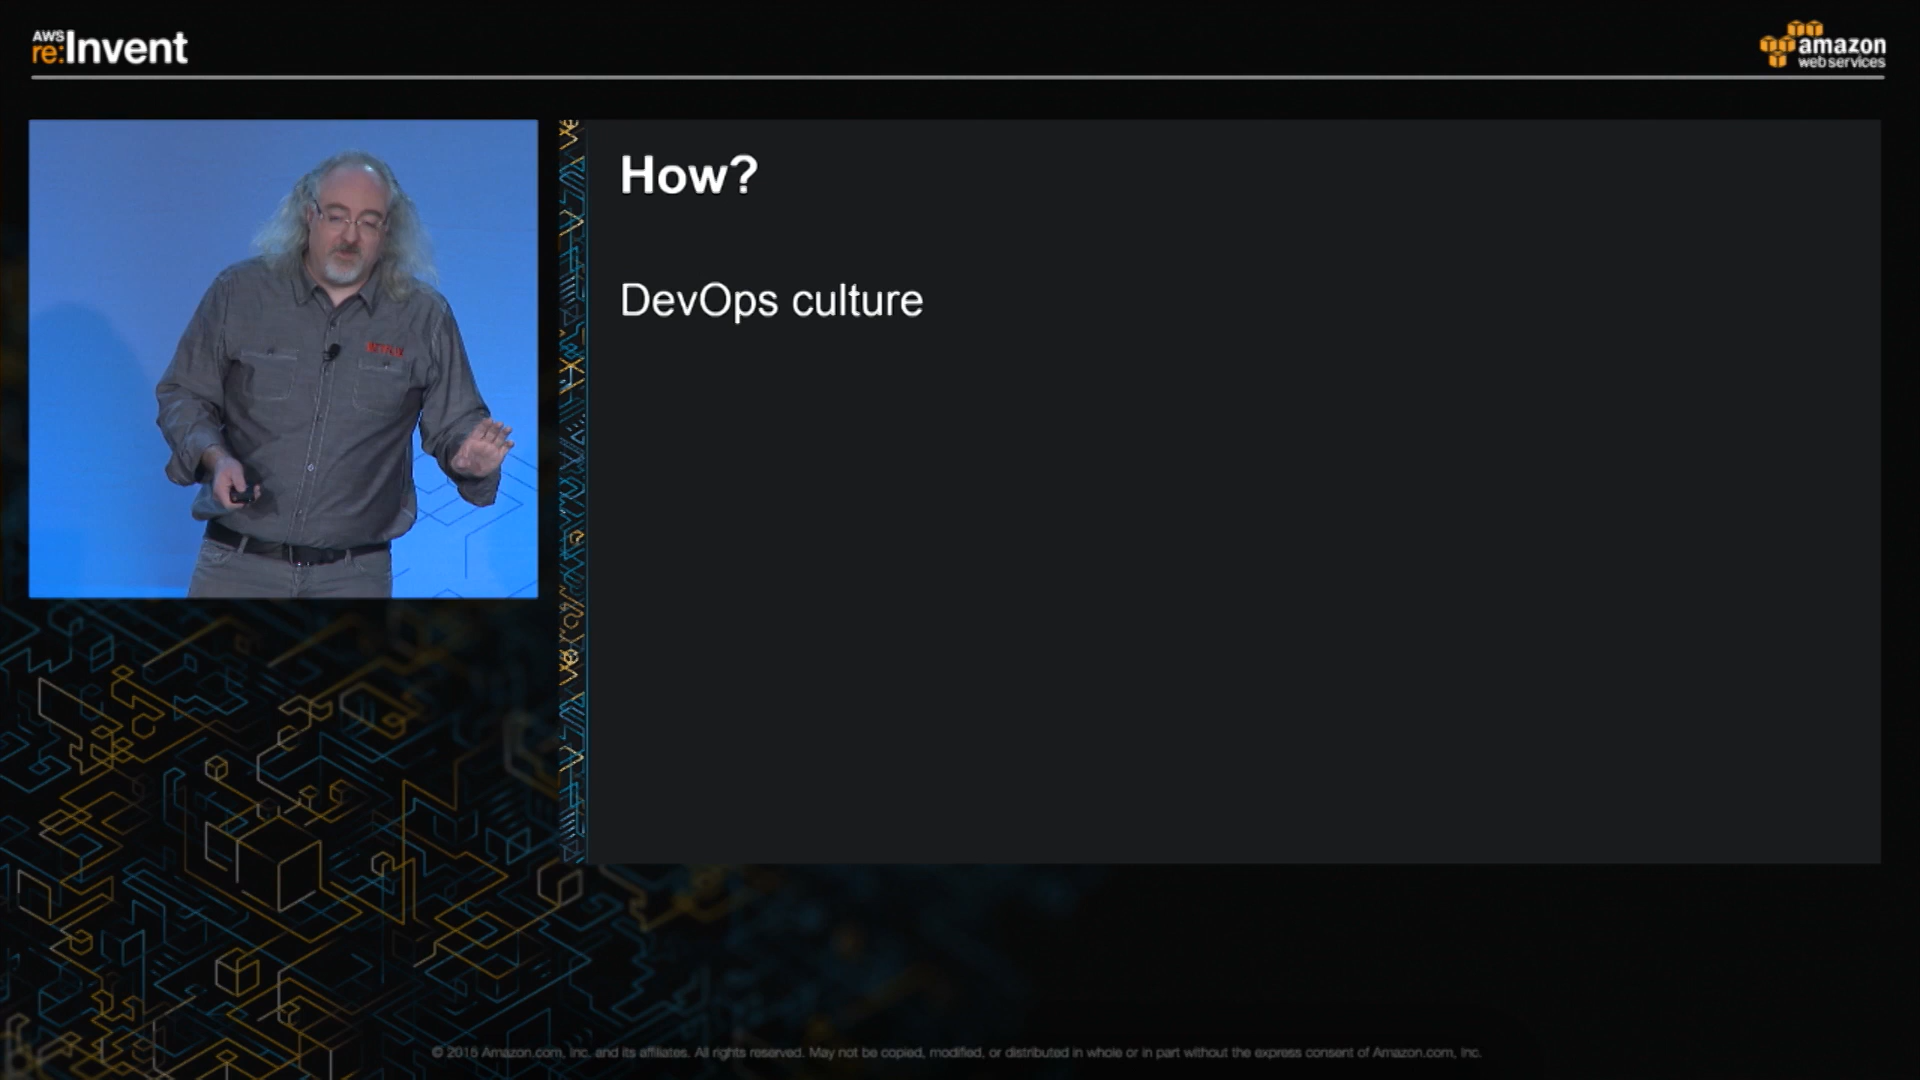 AWS
re:Invent
amazon
web services
How?
DevOps culture
NETFLIX
© 2015 Amazon.com, Inc. and its affiliates. All rights reserved. May not be copied, modified, or distributed in whole or in part without the express consent of Amazon.com, Inc.